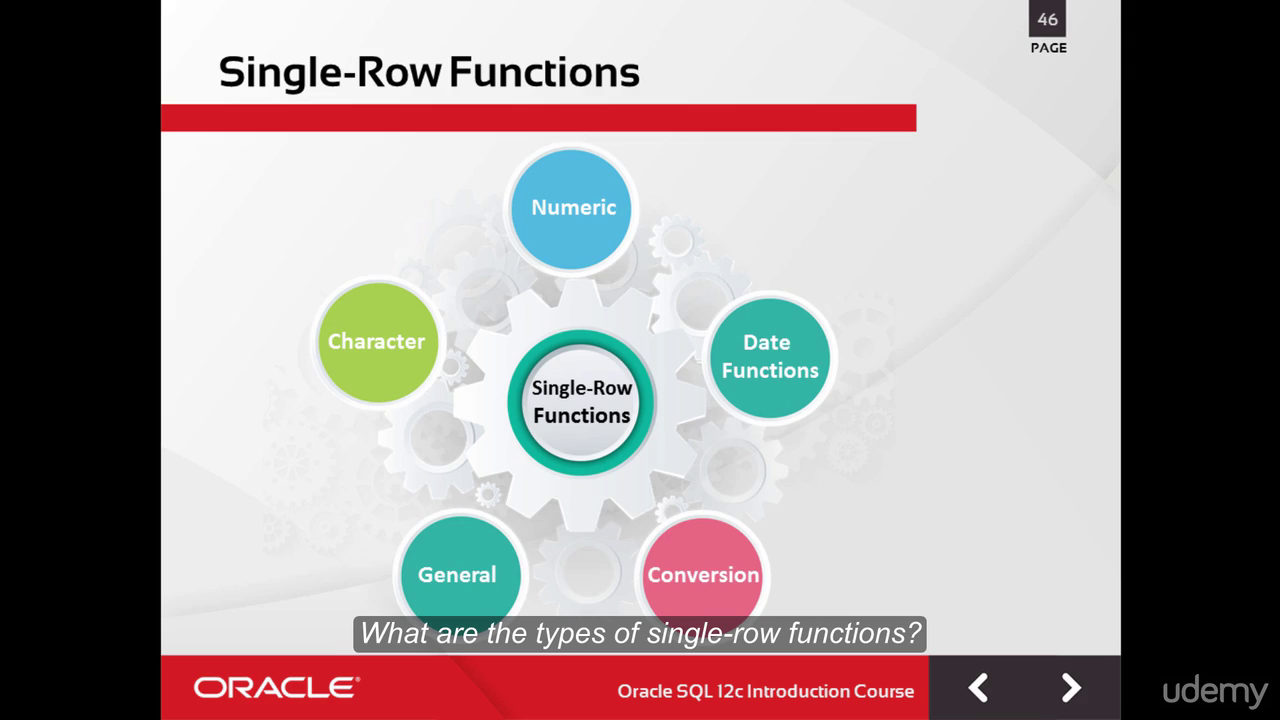 46
PAGE
Single-Row Functions
Numeric
Character
Date
Functions
Single-Row
Functions
General
Conversion
What are the types of single-row functions?
ORACLE®
Oracle SQL 12c Introduction Course
udemy